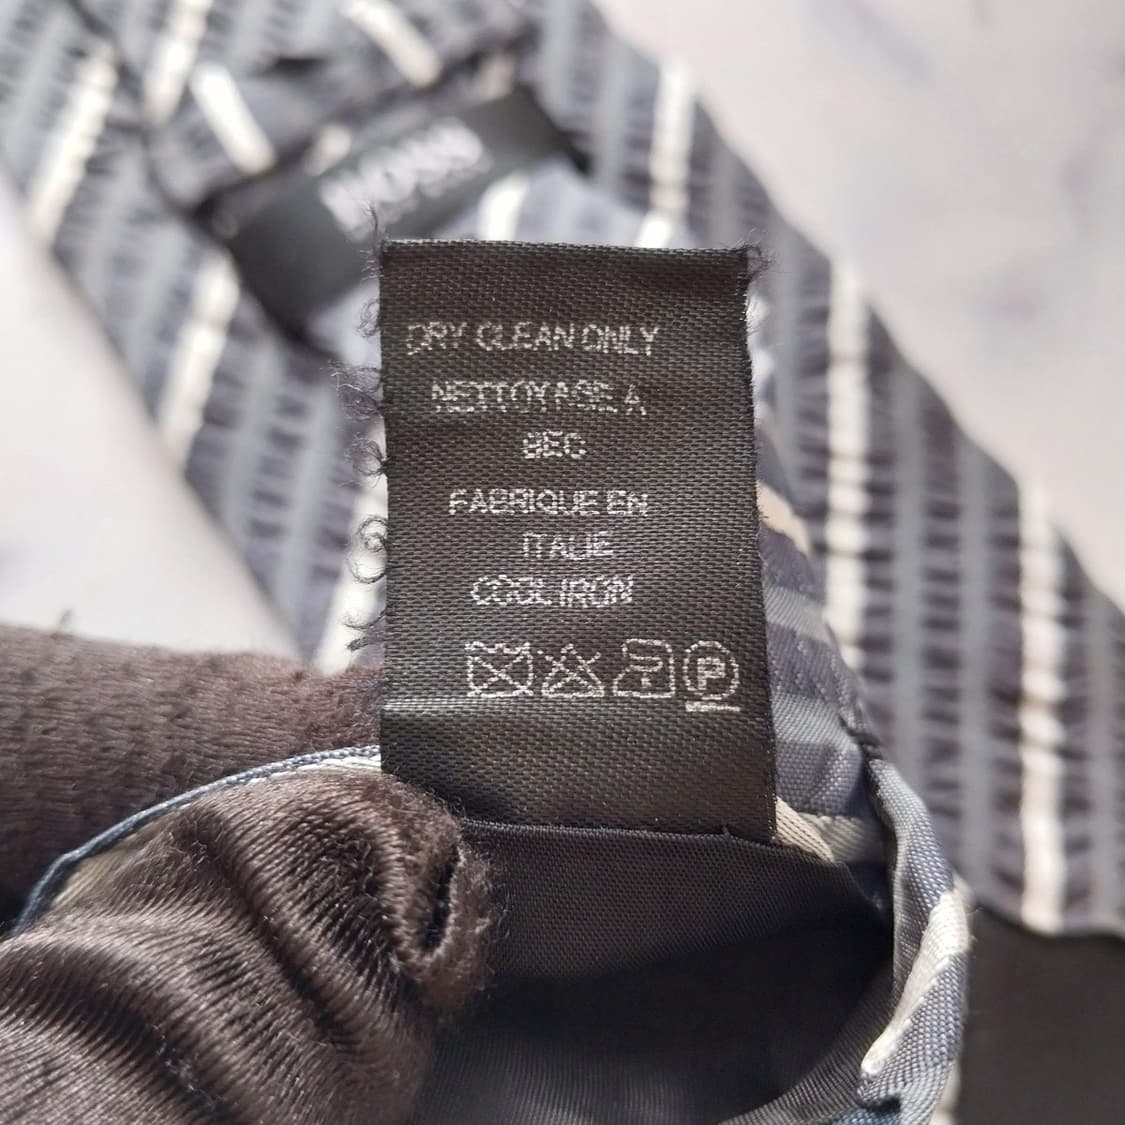 DRY CLEAN ONLY
NETTOYAGE A
SEC
FABRIQUE EN
ITALIE
COOL IRON
P